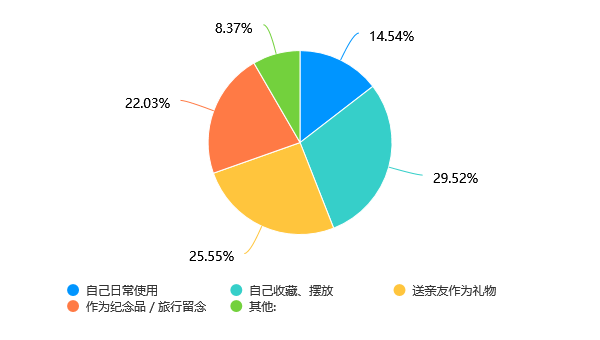 8.37%
14.54%
22.03%
29.52%
25.55%
自己日常使用
自己收藏、摆放
送亲友作为礼物
作为纪念品 / 旅行留念
其他: